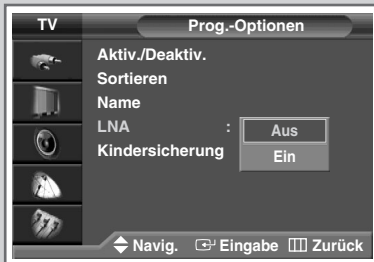 TV Prog.-Optionen
Aktiv./Deaktiv.
Sortieren
Name
LNA : Aus
Kindersicherung Ein
Navig. Eingabe Zurück